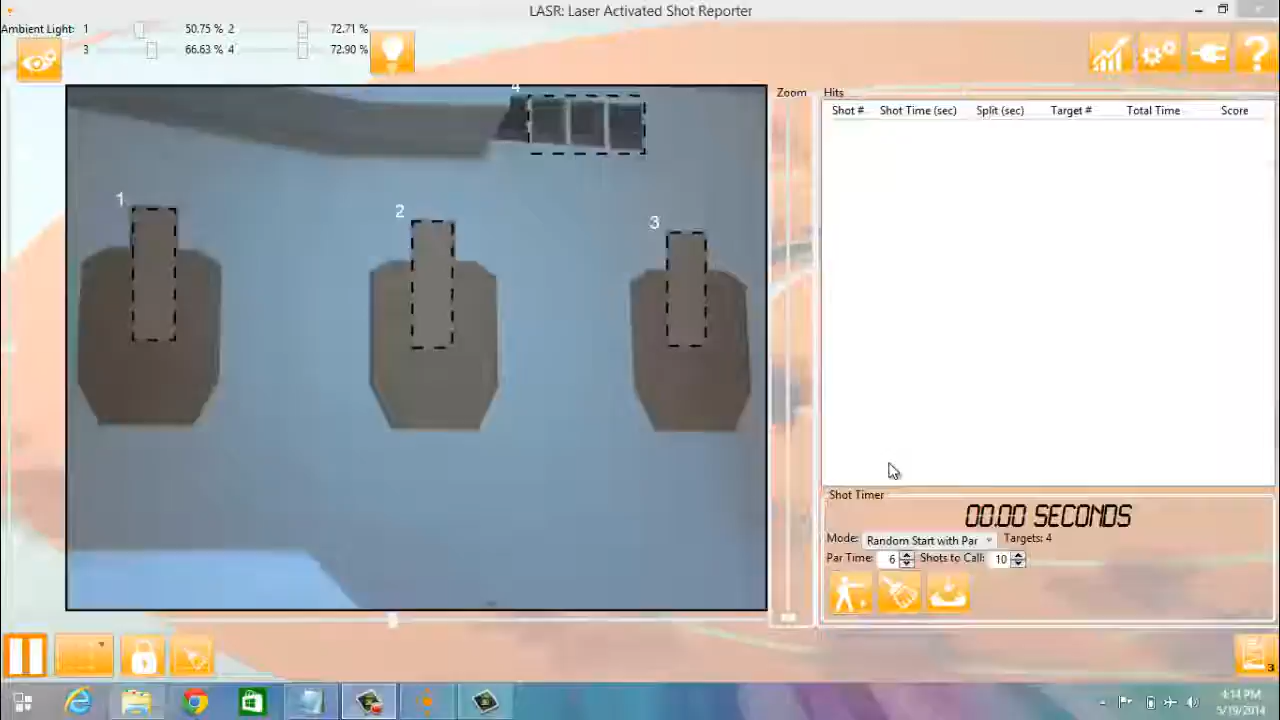 LASR: Laser Activated Shot Reporter
Ambient Light: 1 50.75 % 2 72.71 %
3 66.63 % 4 72.90 %
Zoom
Hits
Shot # Shot Time (sec) Split (sec) Target # Total Time Score
4
1
2
3
Shot Timer
00.00 SECONDS
Mode: Random Start with Par Targets: 4
Par Time: 6 Shots to Call: 10
3
4:14 PM
5/19/2014